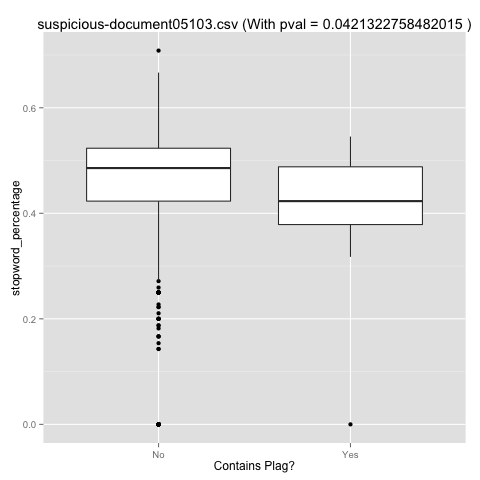 suspicious-document05103.csv (With pval = 0.0421322758482015 )
stopword_percentage
0.6
0.4
0.2
0.0
No
Yes
Contains Plag?